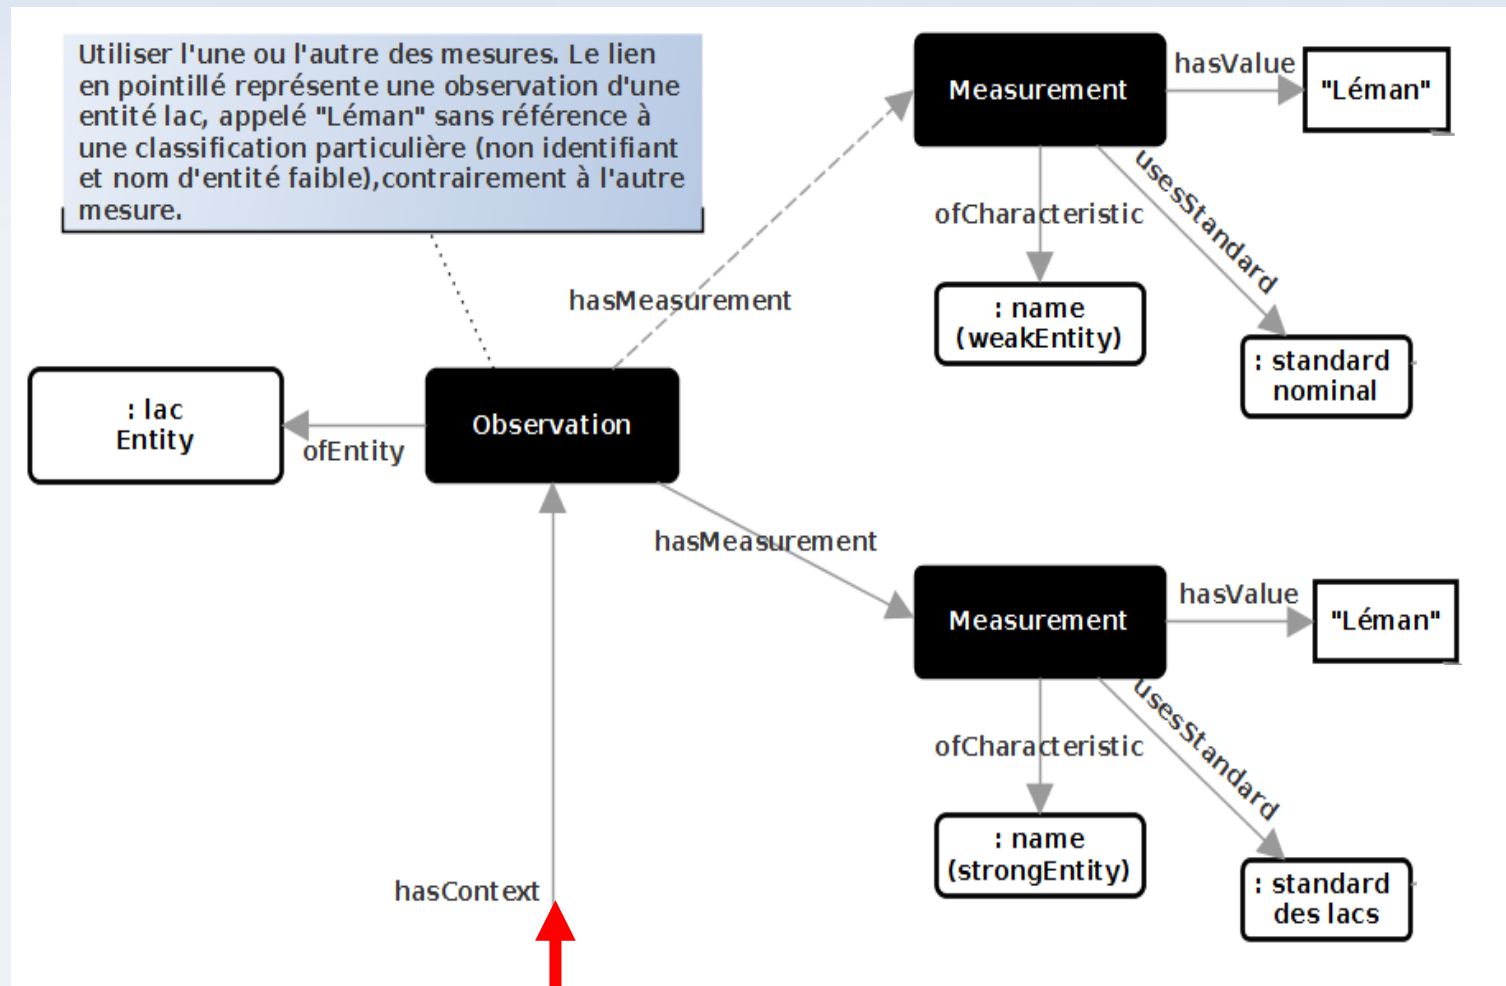 Utiliser l'une ou l'autre des mesures. Le lien
en pointillé représente une observation d'une
entité lac, appelé "Léman" sans référence à
une classification particulière (non identifiant
et nom d'entité faible),contrairement à l'autre
mesure.
Measurement
hasValue
"Léman"
ofCharacteristic
usesStandard
: name
(weakEntity)
: standard
nominal
hasMeasurement
: lac
Entity
ofEntity
Observation
hasMeasurement
Measurement
hasValue
"Léman"
ofCharacteristic
usesStandard
: name
(strongEntity)
: standard
des lacs
hasContext